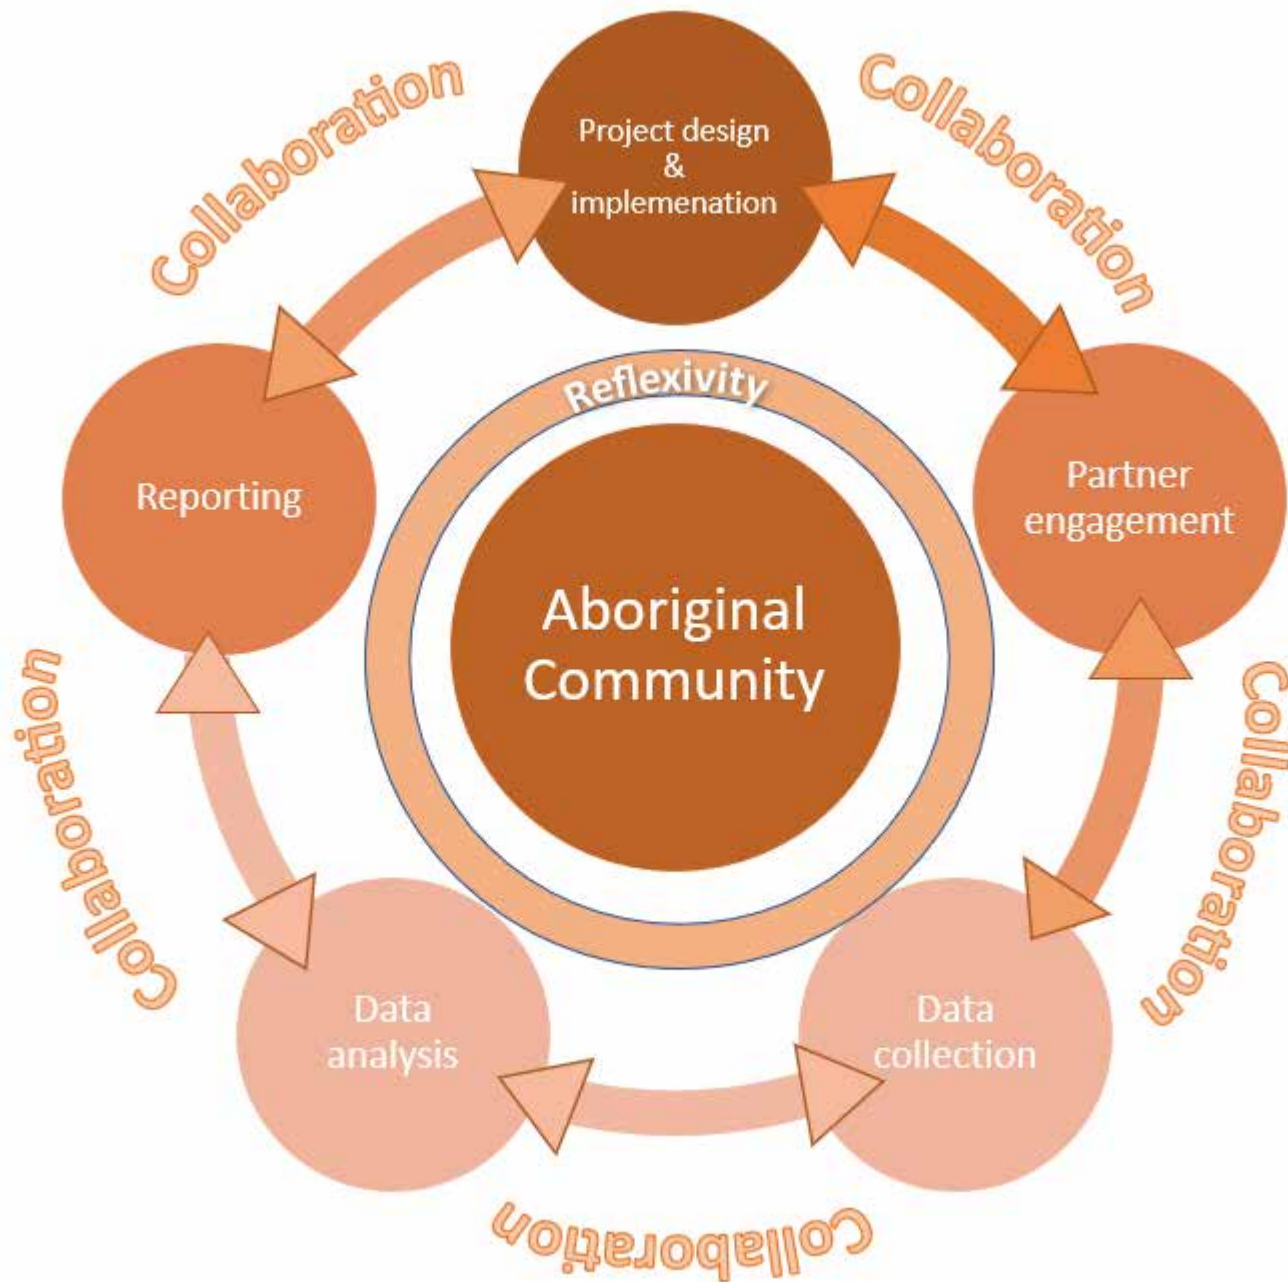 Collaboration
Collaboration
Project design
&
implemenation
Reflexivity
Reporting
Partner
engagement
Aboriginal
Community
Collaboration
Collaboration
Data
analysis
Data
collection
Collaboration